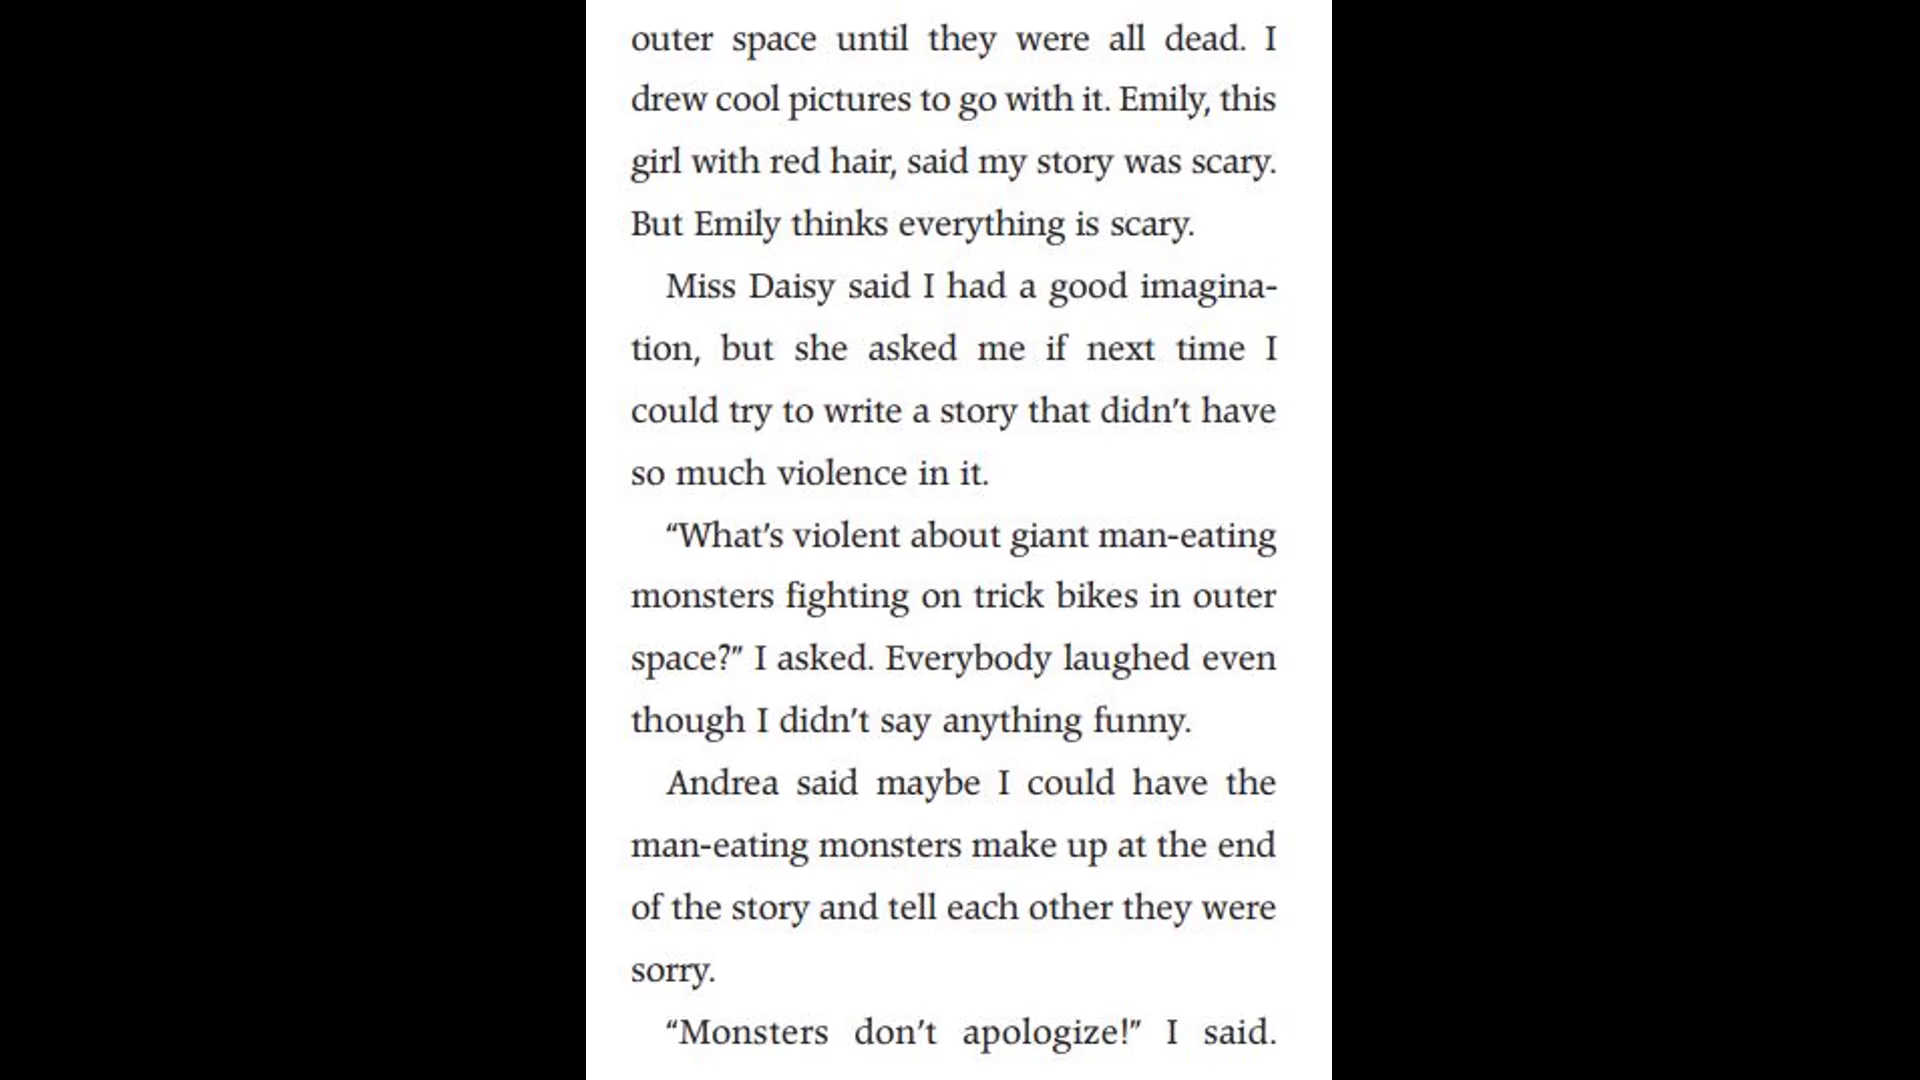 outer space until they were all dead. I
drew cool pictures to go with it. Emily, this
girl with red hair, said my story was scary.
But Emily thinks everything is scary.
Miss Daisy said I had a good imagina-
tion, but she asked me if next time I
could try to write a story that didn’t have
so much violence in it.
“What’s violent about giant man-eating
monsters fighting on trick bikes in outer
space?” I asked. Everybody laughed even
though I didn’t say anything funny.
Andrea said maybe I could have the
man-eating monsters make up at the end
of the story and tell each other they were
sorry.
“Monsters don’t apologize!” I said.